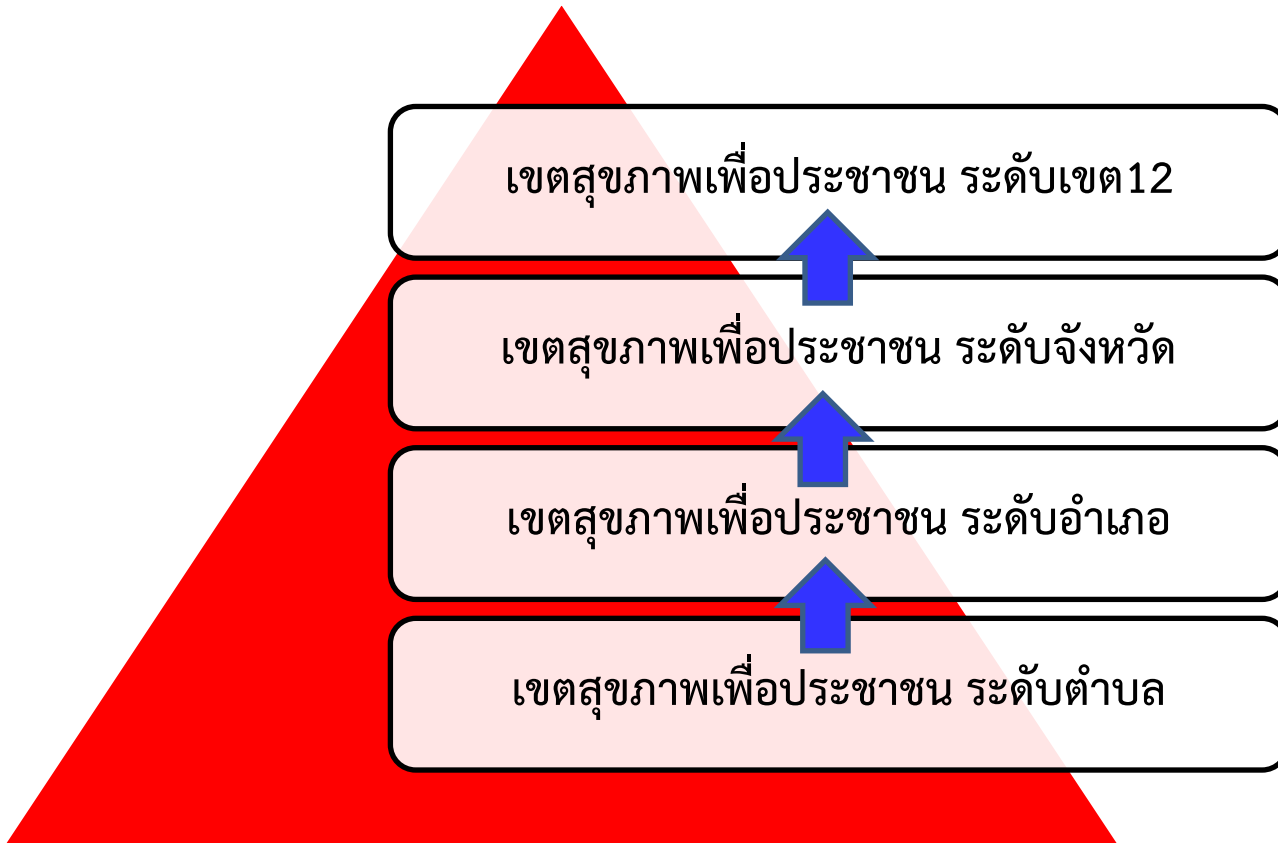 เขตสุขภาพเพื่อประชาชน ระดับเขต12
เขตสุขภาพเพื่อประชาชน ระดับจังหวัด
เขตสุขภาพเพื่อประชาชน ระดับอำเภอ
เขตสุขภาพเพื่อประชาชน ระดับตำบล